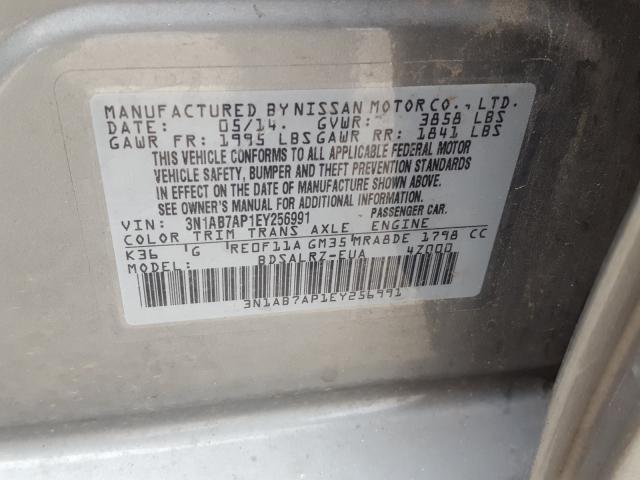 MANUFACTURED BY NISSAN MOTOR CO., LTD.
DATE: 05/14. GVWR: 3858 LBS
GAWR FR: 1995 LBS GAWR RR: 1841 LBS
THIS VEHICLE CONFORMS TO ALL APPLICABLE FEDERAL MOTOR
VEHICLE SAFETY, BUMPER AND THEFT PREVENTION STANDARDS
IN EFFECT ON THE DATE OF MANUFACTURE SHOWN ABOVE.
SEE OWNER'S MANUAL FOR ADDITIONAL INFORMATION
VIN: 3N1AB7AP1EY256991 PASSENGER CAR.
COLOR TRIM TRANS AXLE ENGINE
K36 G RE0F11A GM35 MRA8DE 1798 CC
MODEL: BDSALRZ-EUA 4Z000
3N1AB7AP1EY256991